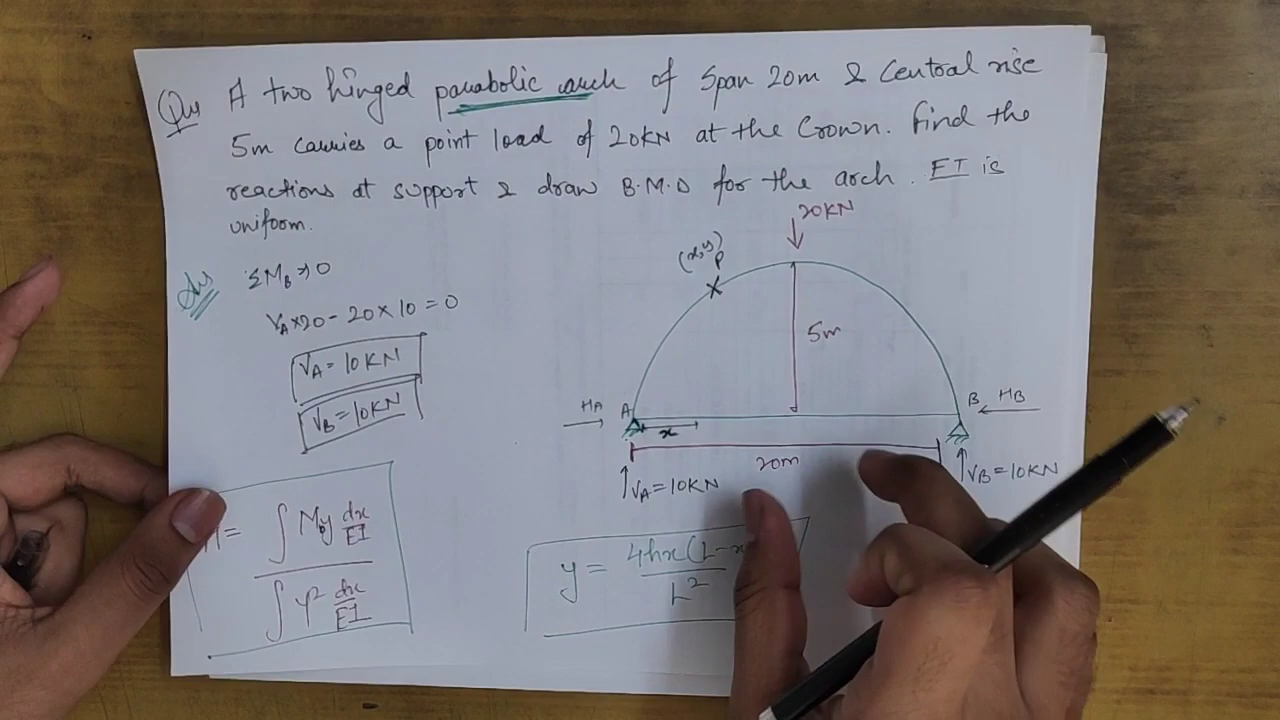 Qus A two hinged parabolic arch of Span 20m & Central rise
5m carries a point load of 20KN at the Crown. Find the
reactions at support & draw B.M.D for the arch. EI is
uniform.
Ans ΣMB = 0
VA×20 - 20×10 = 0
VA = 10KN
VB = 10KN
20KN
(x,y)
P
5m
HA
A
B
HB
x
20m
VA=10KN
VB=10KN
= ∫ M₀y dx/EI
∫ y² dx/EI
y = 4hx(L-x
L²